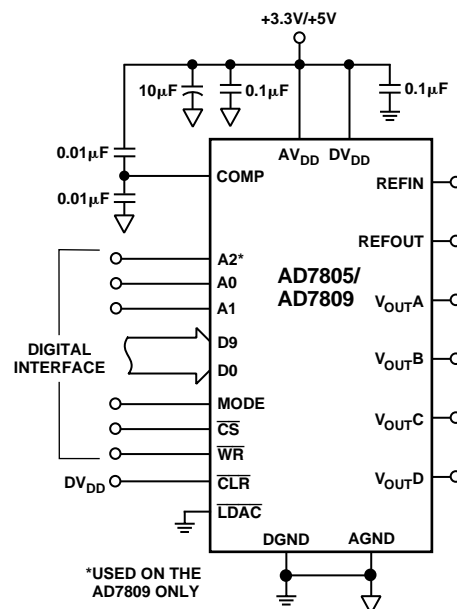 +3.3V/+5V
10μF
0.1μF
0.1μF
0.01μF
0.01μF
AVDD
DVDD
COMP
REFIN
REFOUT
AD7805/
AD7809
A2*
A0
A1
D9
D0
DIGITAL
INTERFACE
MODE
CS
WR
DVDD
CLR
LDAC
VOUTA
VOUTB
VOUTC
VOUTD
DGND
AGND
*USED ON THE
AD7809 ONLY